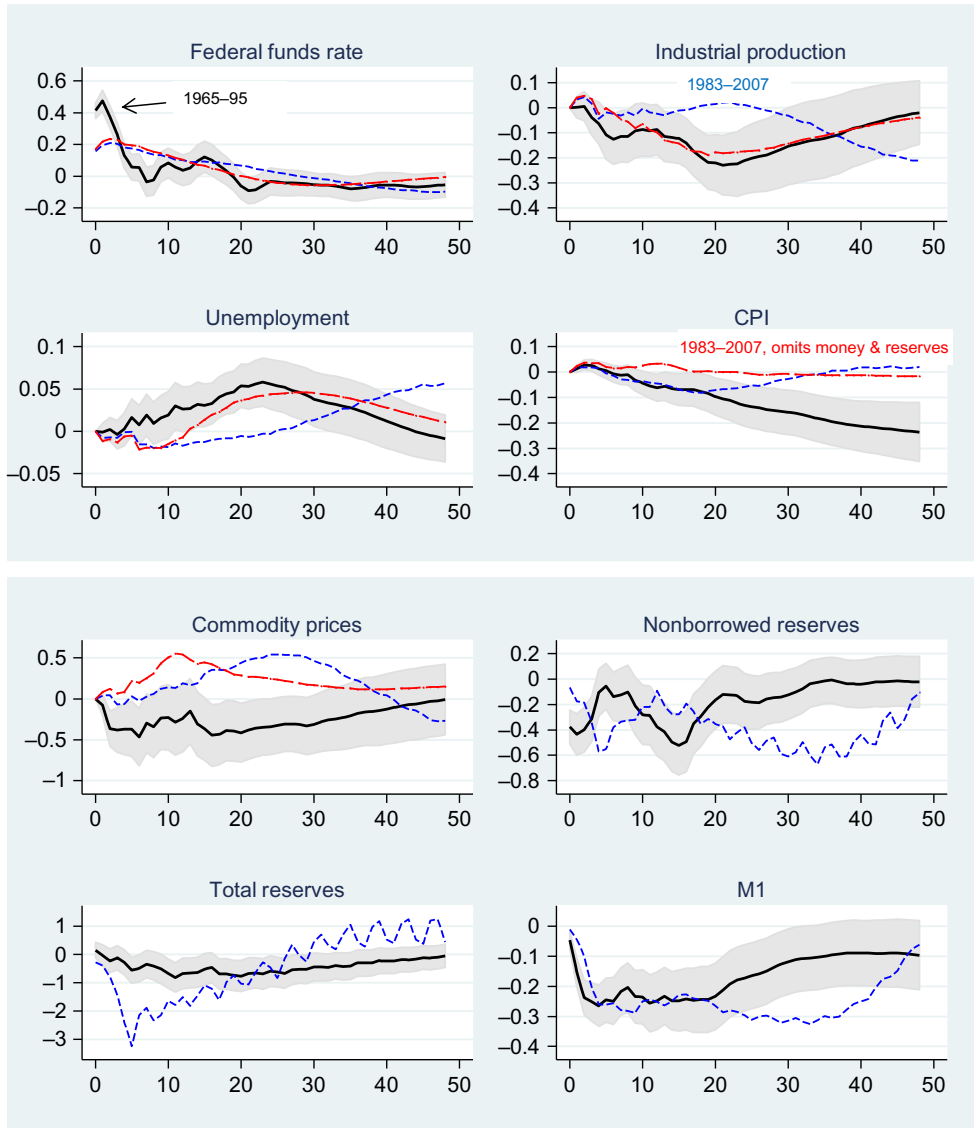 Federal funds rate
0.6
0.4
0.2
0
–0.2
1965–95
0 10 20 30 40 50
Industrial production
0.1
0
–0.1
–0.2
–0.3
–0.4
1983–2007
0 10 20 30 40 50
Unemployment
0.1
0.05
0
–0.05
0 10 20 30 40 50
CPI
0.1
0
–0.1
–0.2
–0.3
–0.4
1983–2007, omits money & reserves
0 10 20 30 40 50
Commodity prices
0.5
0
–0.5
–1
0 10 20 30 40 50
Nonborrowed reserves
0.2
0
–0.2
–0.4
–0.6
–0.8
0 10 20 30 40 50
Total reserves
1
0
–1
–2
–3
0 10 20 30 40 50
M1
0
–0.1
–0.2
–0.3
–0.4
0 10 20 30 40 50